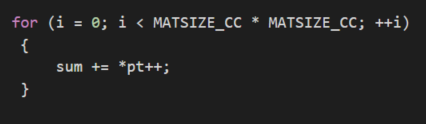 for (i = 0; i < MATSIZE_CC * MATSIZE_CC; ++i)
{
sum += *pt++;
}